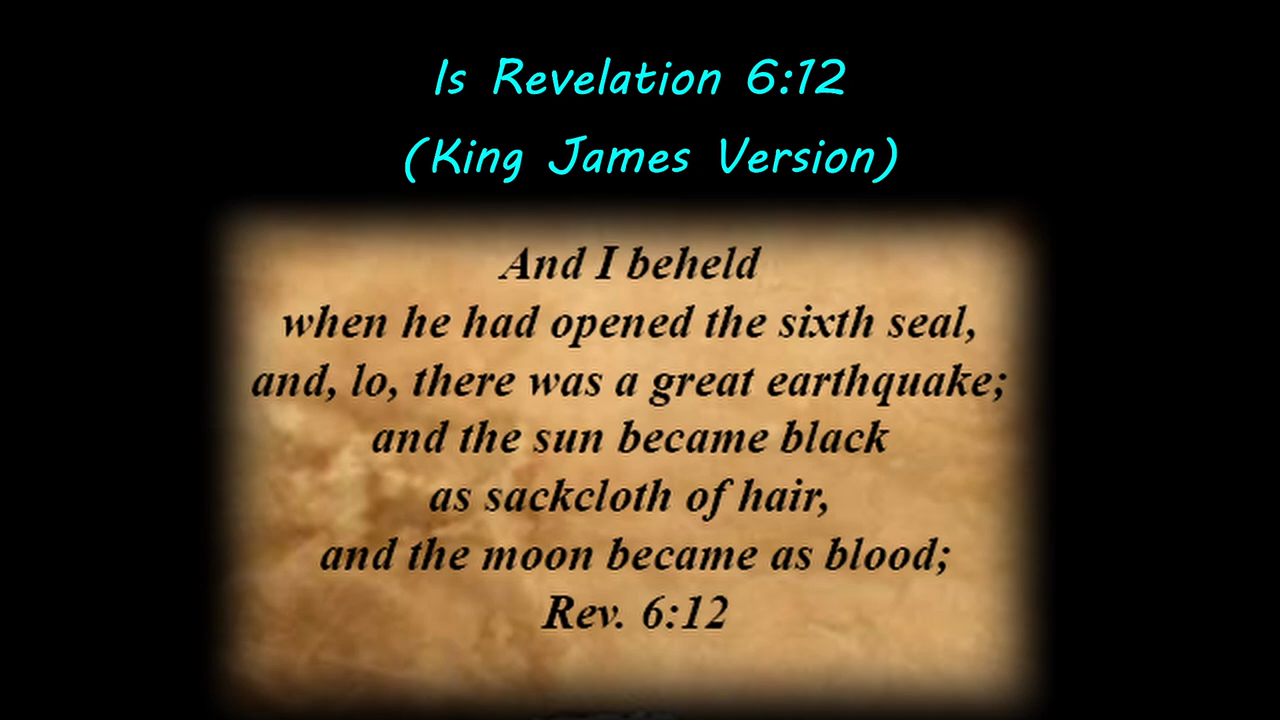 Is Revelation 6:12
(King James Version)
And I beheld
when he had opened the sixth seal,
and, lo, there was a great earthquake;
and the sun became black
as sackcloth of hair,
and the moon became as blood;
Rev. 6:12